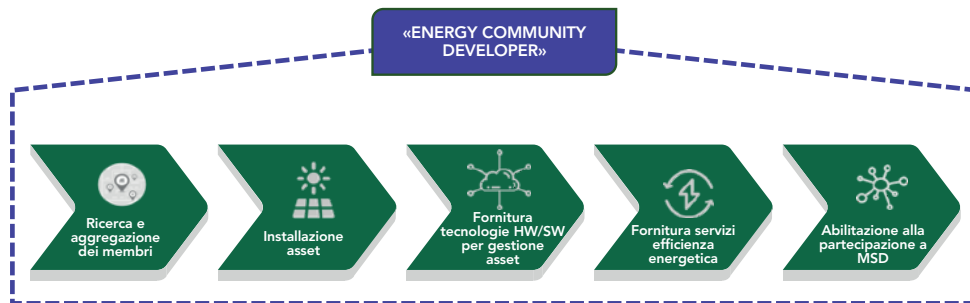 «ENERGY COMMUNITY
DEVELOPER»
Ricerca e
aggregazione
dei membri
Installazione
asset
Fornitura
tecnologie HW/SW
per gestione
asset
Fornitura servizi
efficienza
energetica
Abilitazione alla
partecipazione a
MSD